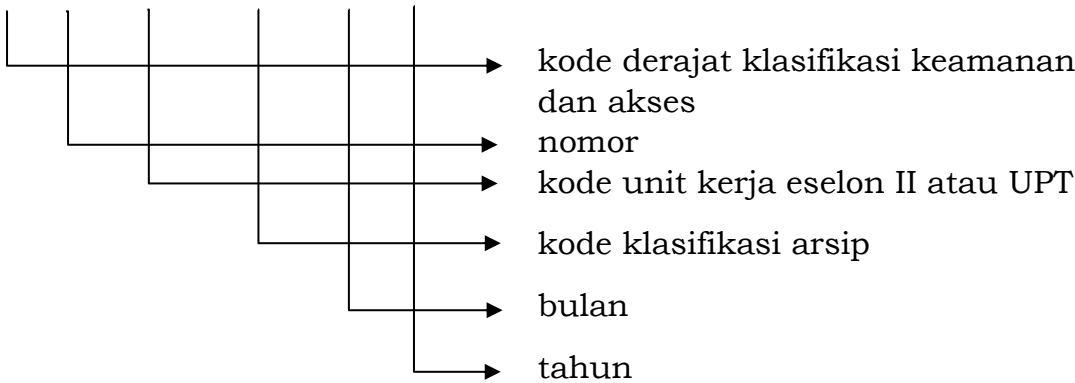 kode derajat klasifikasi keamanan
dan akses
nomor
kode unit kerja eselon II atau UPT
kode klasifikasi arsip
bulan
tahun